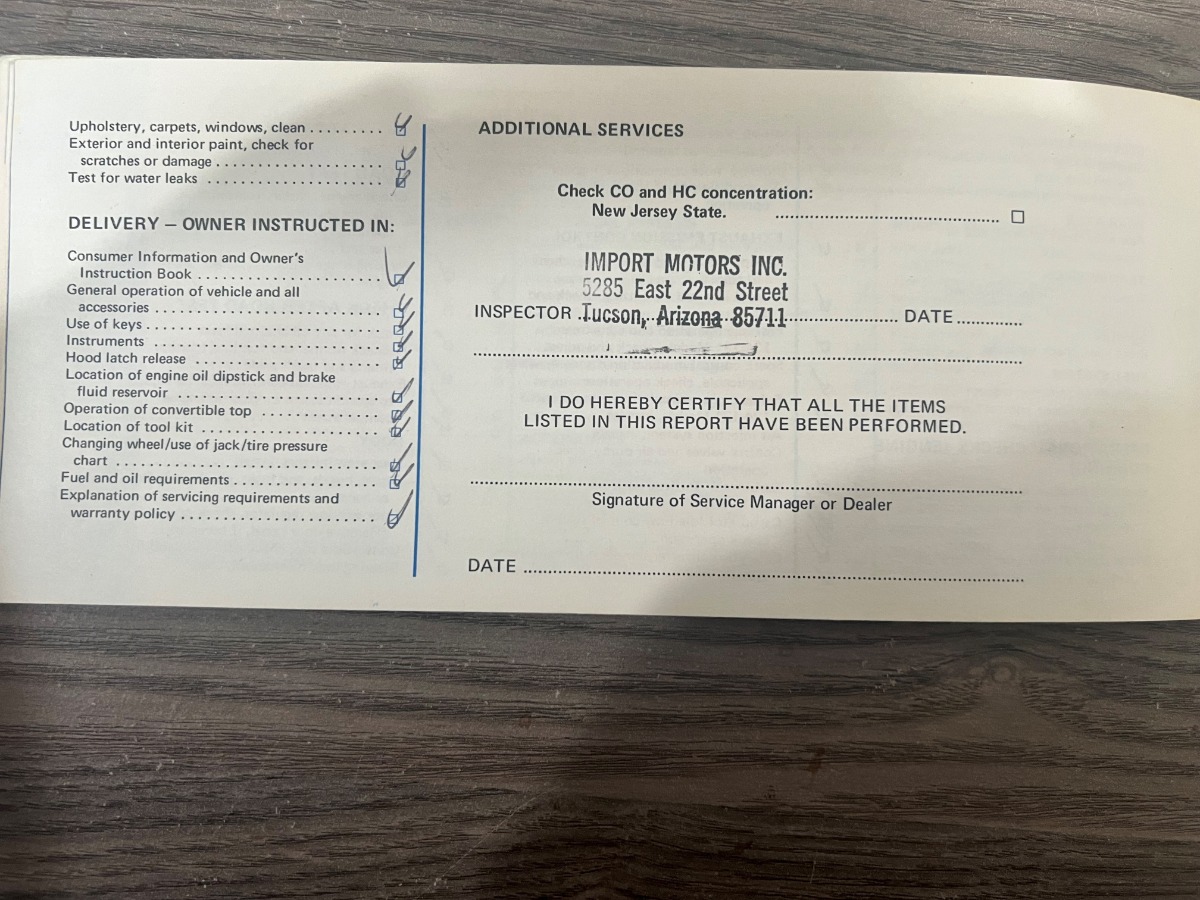 Upholstery, carpets, windows, clean .........
Exterior and interior paint, check for
scratches or damage ......................
Test for water leaks .......................
DELIVERY – OWNER INSTRUCTED IN:
Consumer Information and Owner's
Instruction Book ........................
General operation of vehicle and all
accessories ..............................
Use of keys ..............................
Instruments ..............................
Hood latch release ........................
Location of engine oil dipstick and brake
fluid reservoir ..........................
Operation of convertible top ...............
Location of tool kit .......................
Changing wheel/use of jack/tire pressure
chart ..................................
Fuel and oil requirements ...................
Explanation of servicing requirements and
warranty policy .........................
ADDITIONAL SERVICES
Check CO and HC concentration:
New Jersey State. ..........................
IMPORT MOTORS INC.
5285 East 22nd Street
INSPECTOR Tucson, Arizona 85711 .................... DATE .............
I DO HEREBY CERTIFY THAT ALL THE ITEMS
LISTED IN THIS REPORT HAVE BEEN PERFORMED.
Signature of Service Manager or Dealer
DATE ..........................................